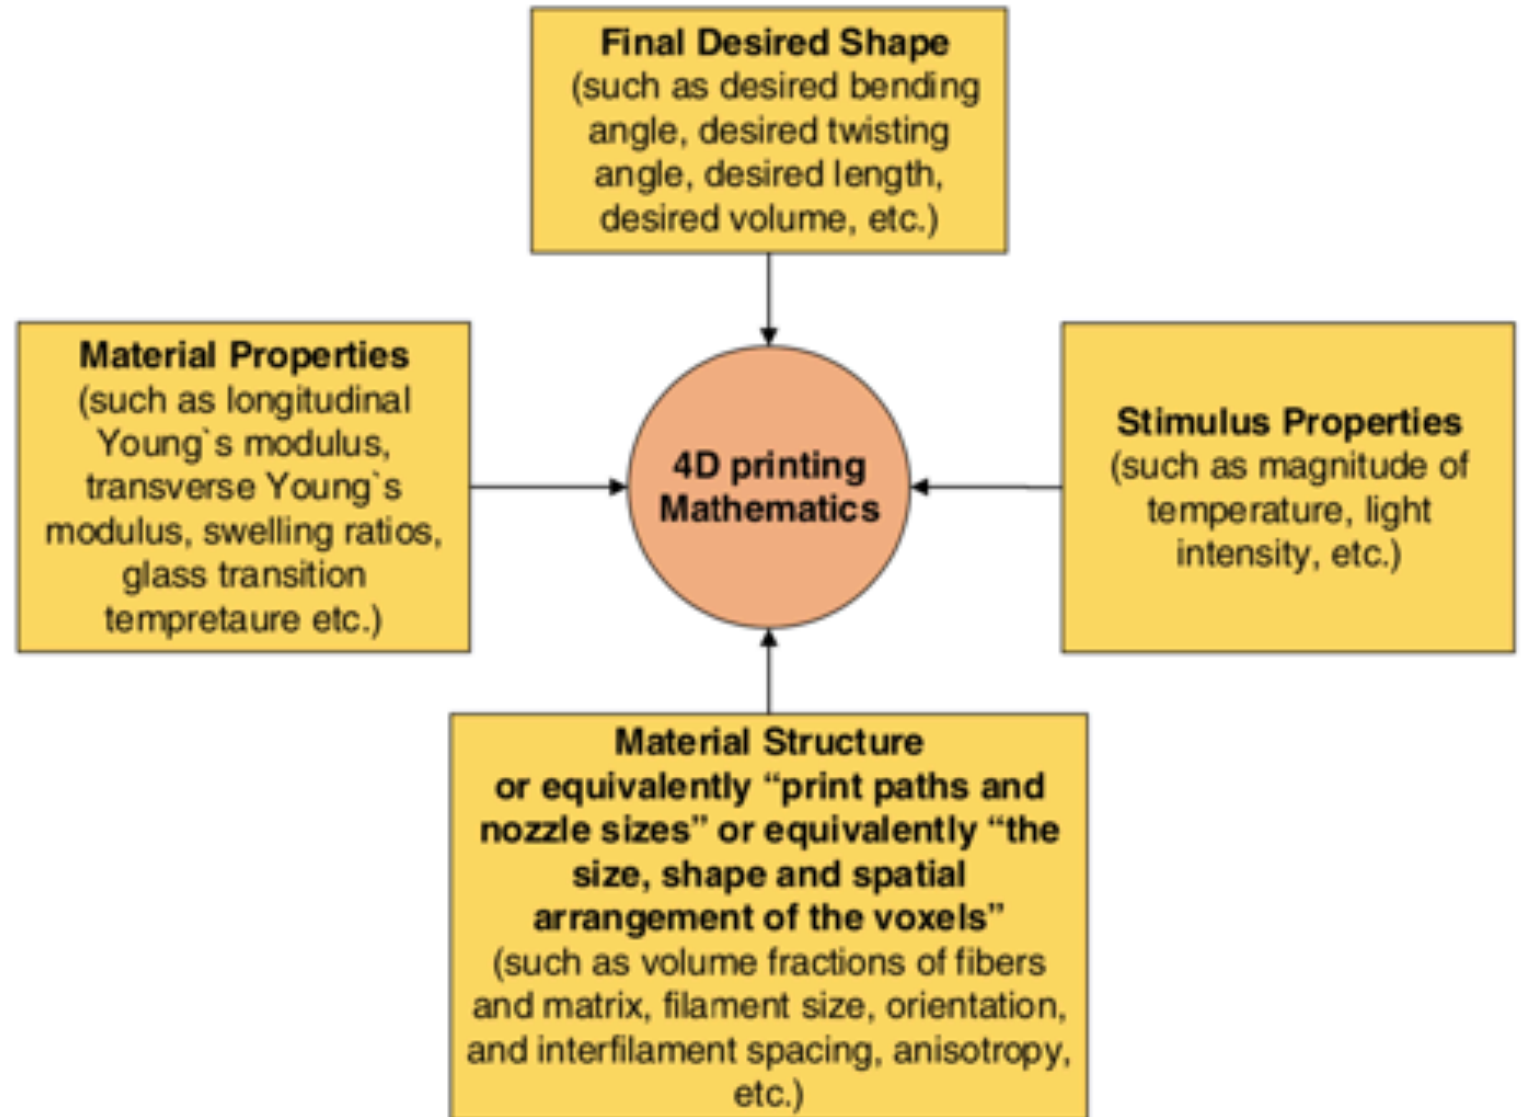 Final Desired Shape
(such as desired bending
angle, desired twisting
angle, desired length,
desired volume, etc.)
Material Properties
(such as longitudinal
Young`s modulus,
transverse Young`s
modulus, swelling ratios,
glass transition
tempretaure etc.)
4D printing
Mathematics
Stimulus Properties
(such as magnitude of
temperature, light
intensity, etc.)
Material Structure
or equivalently “print paths and
nozzle sizes” or equivalently “the
size, shape and spatial
arrangement of the voxels”
(such as volume fractions of fibers
and matrix, filament size, orientation,
and interfilament spacing, anisotropy,
etc.)